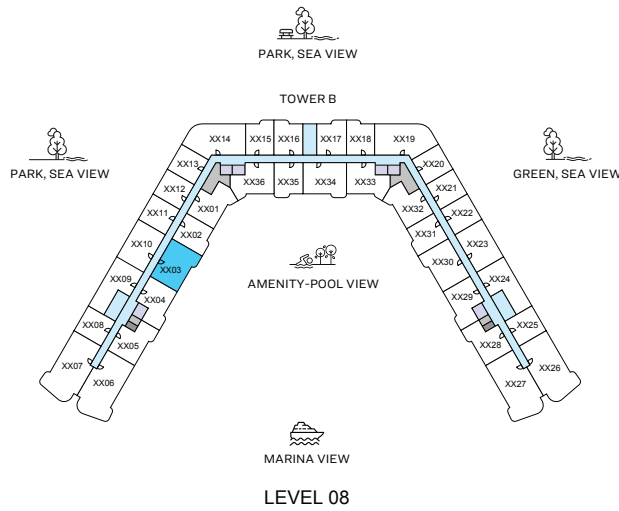 PARK, SEA VIEW
TOWER B
XX14
XX15
XX16
XX17
XX18
XX19
PARK, SEA VIEW
XX13
XX36
XX35
XX34
XX33
XX20
GREEN, SEA VIEW
XX12
XX01
XX32
XX21
XX11
XX02
XX31
XX22
XX10
XX03
XX30
XX23
AMENITY-POOL VIEW
XX09
XX04
XX29
XX24
XX08
XX05
XX28
XX25
XX07
XX06
XX27
XX26
MARINA VIEW
LEVEL 08